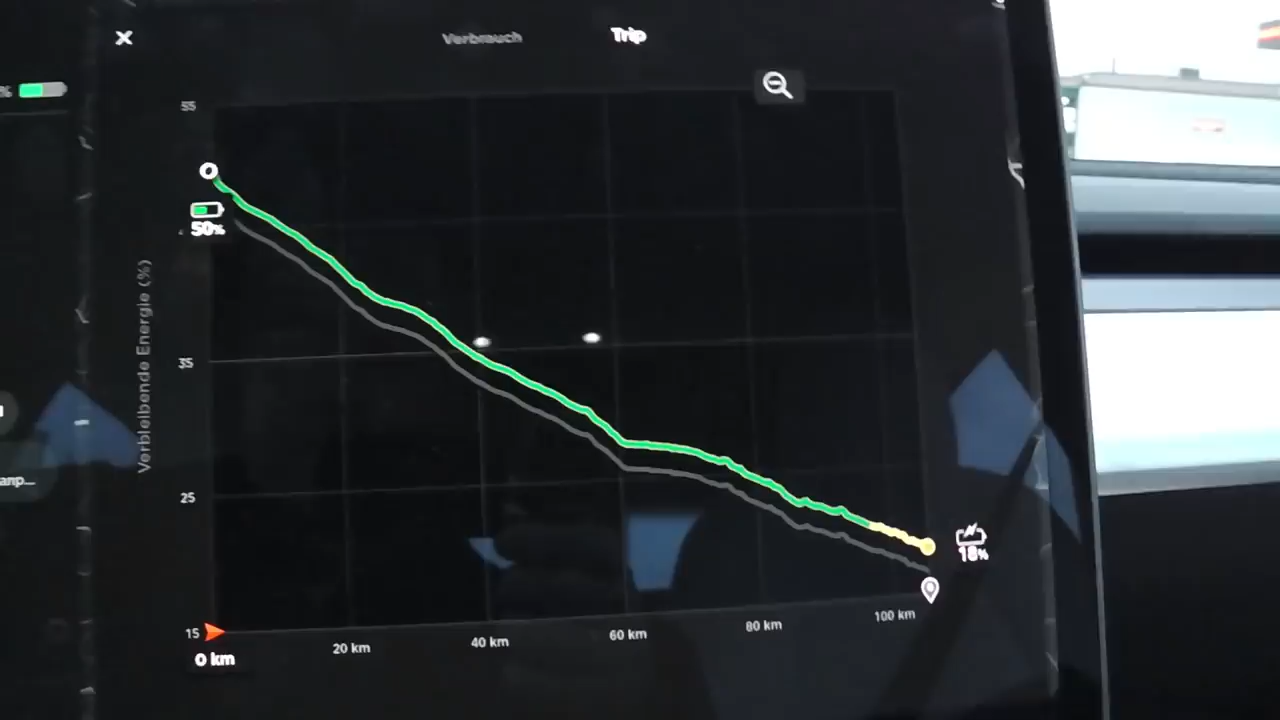 Verbrauch
Trip
%
55
50%
Verbleibende Energie (%)
35
25
18%
15
0 km
20 km
40 km
60 km
80 km
100 km
anp...